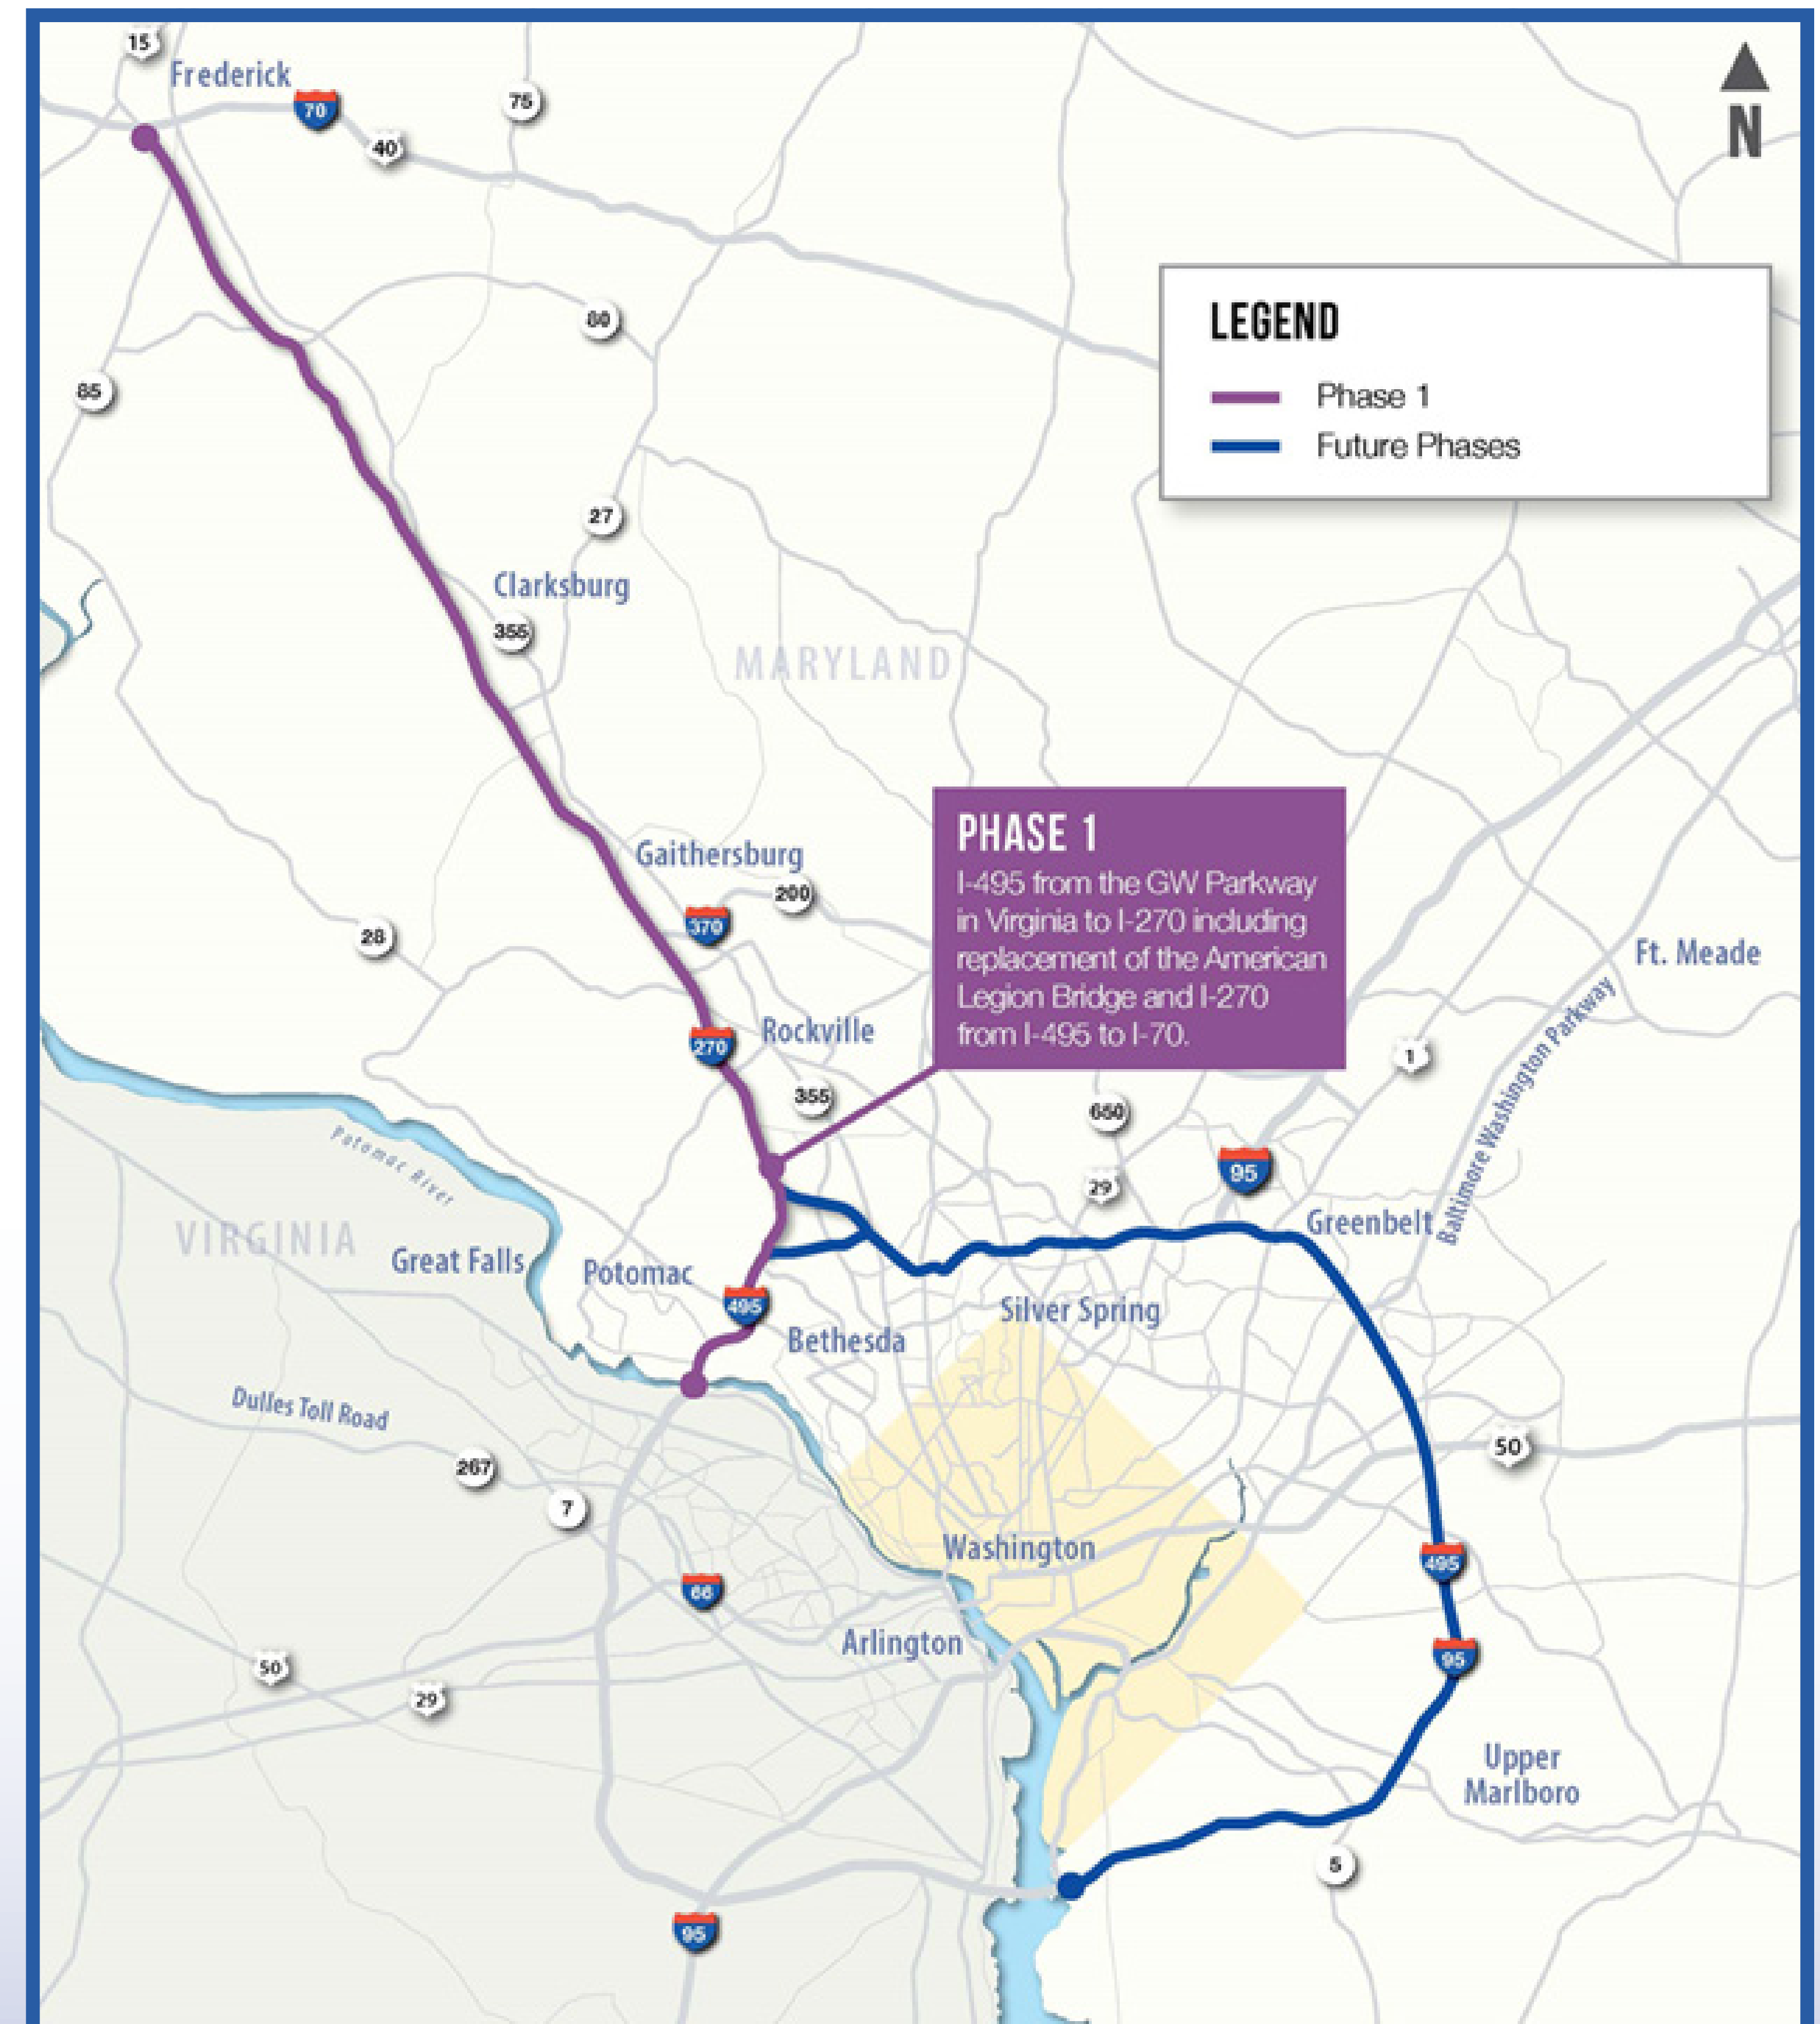 15
Frederick
70
40
75
N
LEGEND
Phase 1
Future Phases
80
85
27
Clarksburg
355
MARYLAND
PHASE 1
I-495 from the GW Parkway
in Virginia to I-270 including
replacement of the American
Legion Bridge and I-270
from I-495 to I-70.
Gaithersburg
200
370
28
Ft. Meade
Rockville
270
355
1
Baltimore Washington Parkway
650
29
95
Potomac River
VIRGINIA
Great Falls
Potomac
495
Greenbelt
Silver Spring
Bethesda
Dulles Toll Road
267
7
50
Washington
495
66
Arlington
95
50
29
Upper
Marlboro
5
95